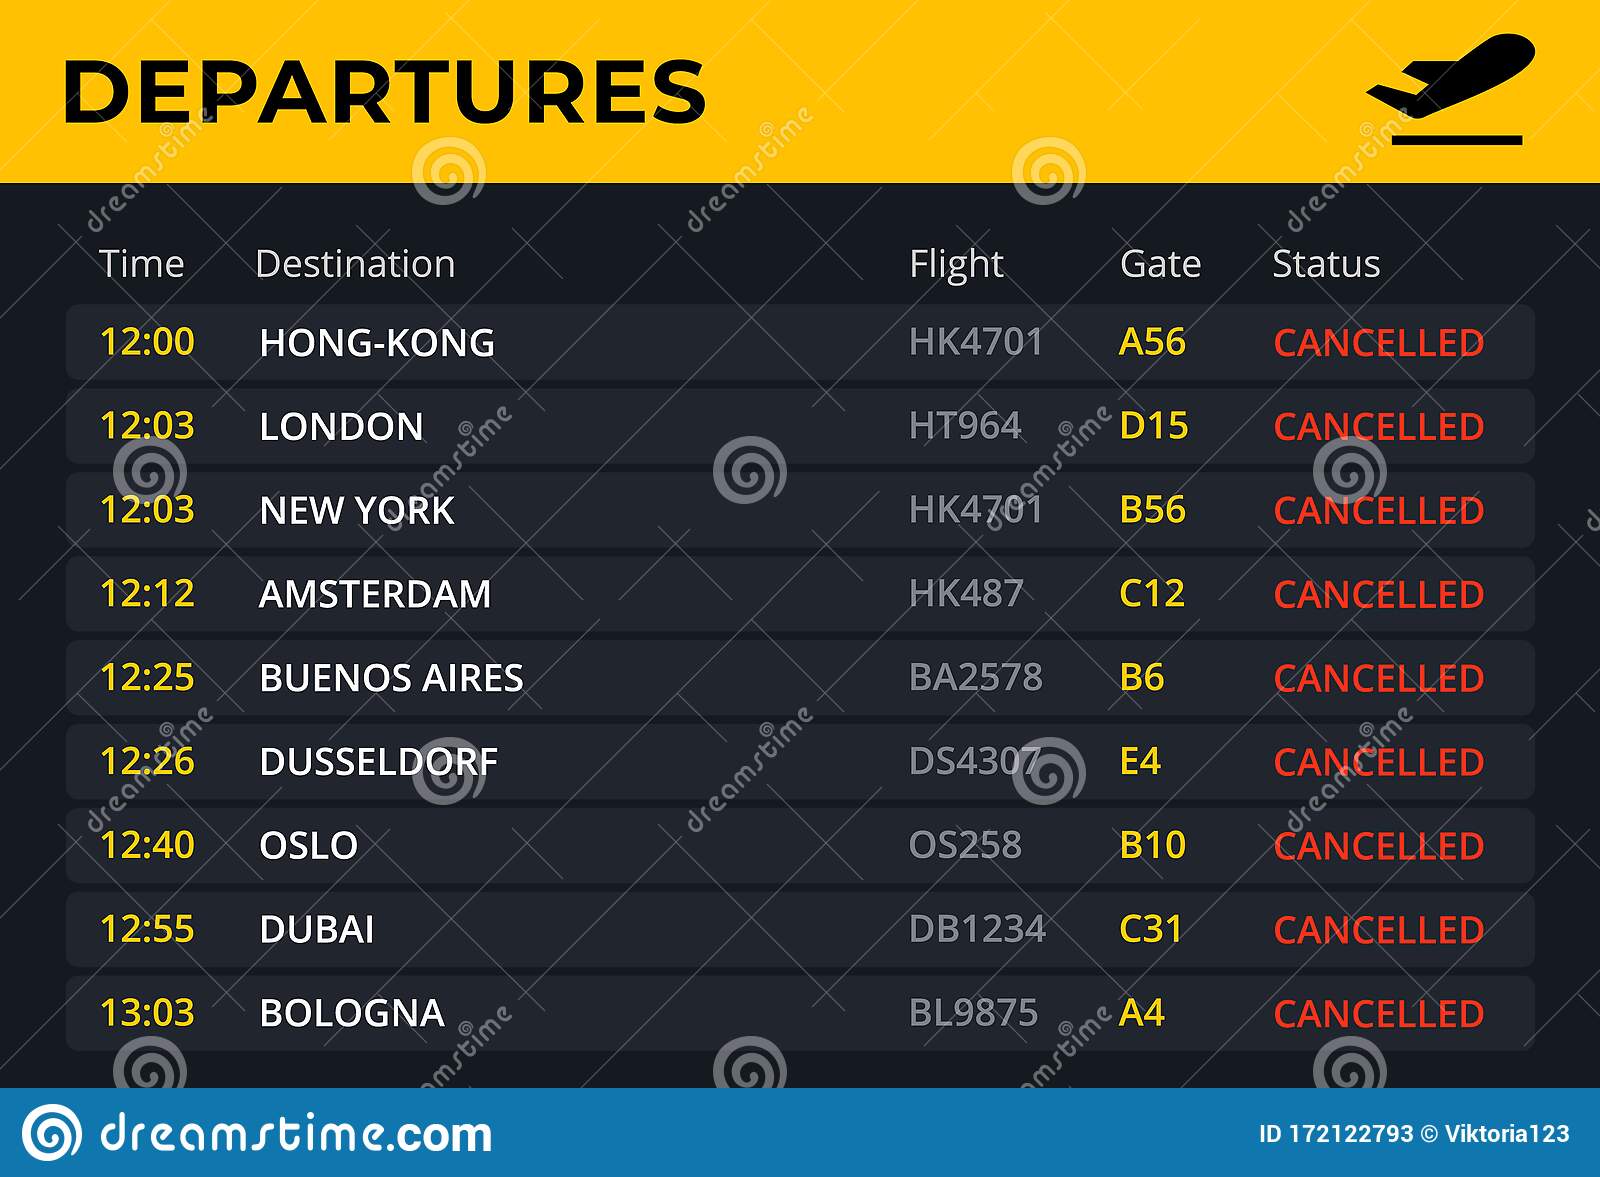 DEPARTURES
Time Destination Flight Gate Status
12:00 HONG-KONG HK4701 A56 CANCELLED
12:03 LONDON HT964 D15 CANCELLED
12:03 NEW YORK HK4701 B56 CANCELLED
12:12 AMSTERDAM HK487 C12 CANCELLED
12:25 BUENOS AIRES BA2578 B6 CANCELLED
12:26 DUSSELDORF DS4307 E4 CANCELLED
12:40 OSLO OS258 B10 CANCELLED
12:55 DUBAI DB1234 C31 CANCELLED
13:03 BOLOGNA BL9875 A4 CANCELLED
dreamstime.com ID 172122793 © Viktoria123